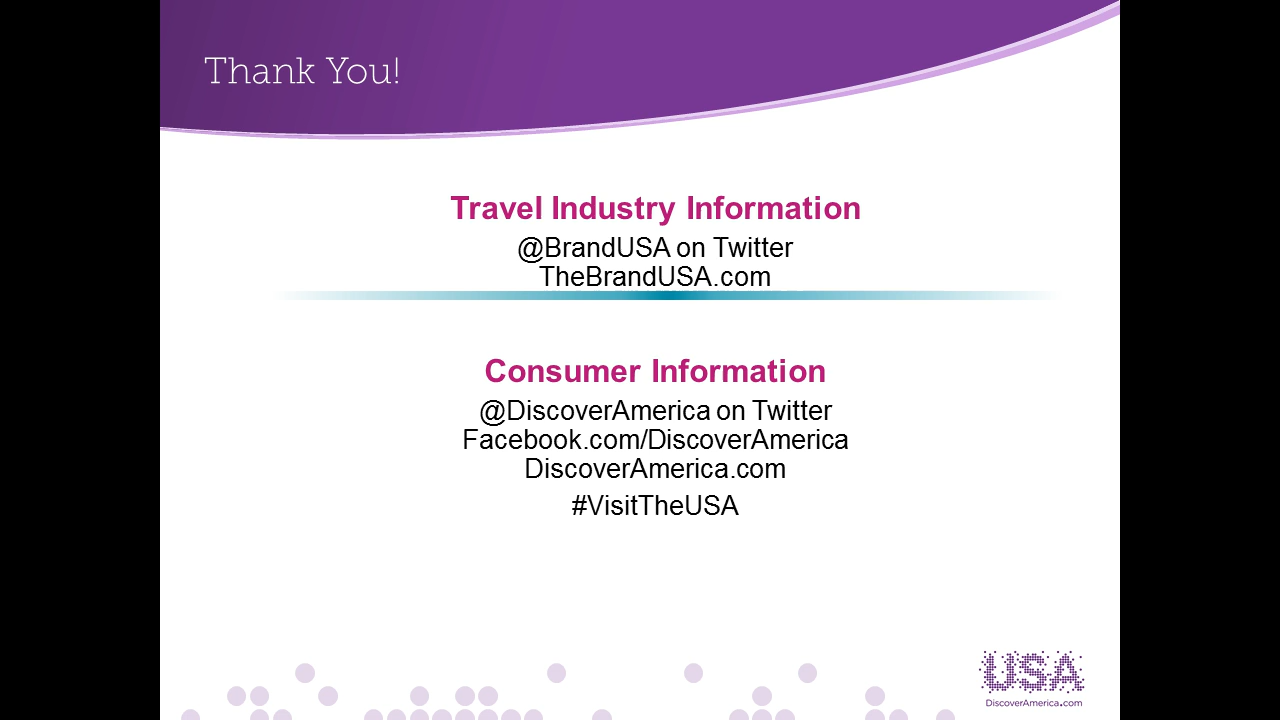 Thank You!
Travel Industry Information
@BrandUSA on Twitter
TheBrandUSA.com
Consumer Information
@DiscoverAmerica on Twitter
Facebook.com/DiscoverAmerica
DiscoverAmerica.com
#VisitTheUSA
USA
DiscoverAmerica.com